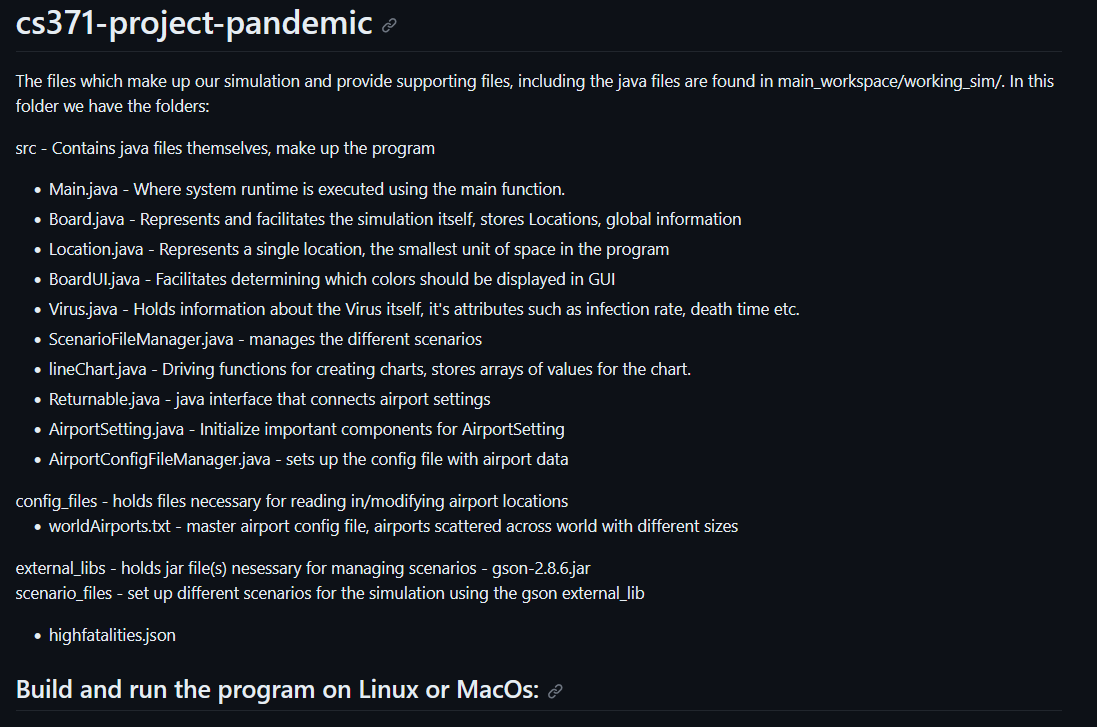 cs371-project-pandemic
The files which make up our simulation and provide supporting files, including the java files are found in main_workspace/working_sim/. In this
folder we have the folders:
src - Contains java files themselves, make up the program
• Main.java - Where system runtime is executed using the main function.
• Board.java - Represents and facilitates the simulation itself, stores Locations, global information
• Location.java - Represents a single location, the smallest unit of space in the program
• BoardUI.java - Facilitates determining which colors should be displayed in GUI
• Virus.java - Holds information about the Virus itself, it's attributes such as infection rate, death time etc.
• ScenarioFileManager.java - manages the different scenarios
• lineChart.java - Driving functions for creating charts, stores arrays of values for the chart.
• Returnable.java - java interface that connects airport settings
• AirportSetting.java - Initialize important components for AirportSetting
• AirportConfigFileManager.java - sets up the config file with airport data
config_files - holds files necessary for reading in/modifying airport locations
• worldAirports.txt - master airport config file, airports scattered across world with different sizes
external_libs - holds jar file(s) nesessary for managing scenarios - gson-2.8.6.jar
scenario_files - set up different scenarios for the simulation using the gson external_lib
• highfatalities.json
Build and run the program on Linux or MacOs: